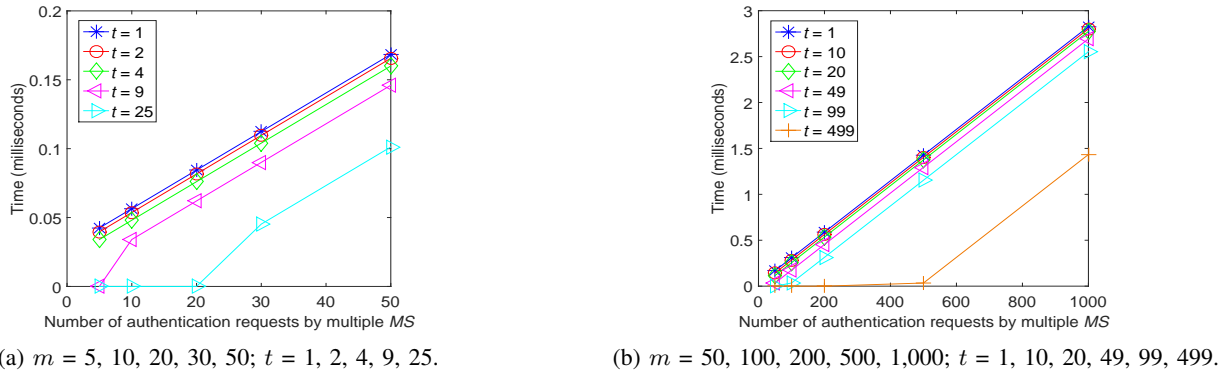 0.2
0.15
0.1
0.05
0
Time (milliseconds)
t = 1
t = 2
t = 4
t = 9
t = 25
0 10 20 30 40 50
Number of authentication requests by multiple MS
(a) m = 5, 10, 20, 30, 50; t = 1, 2, 4, 9, 25.
3
2.5
2
1.5
1
0.5
0
Time (milliseconds)
t = 1
t = 10
t = 20
t = 49
t = 99
t = 499
0 200 400 600 800 1000
Number of authentication requests by multiple MS
(b) m = 50, 100, 200, 500, 1,000; t = 1, 10, 20, 49, 99, 499.